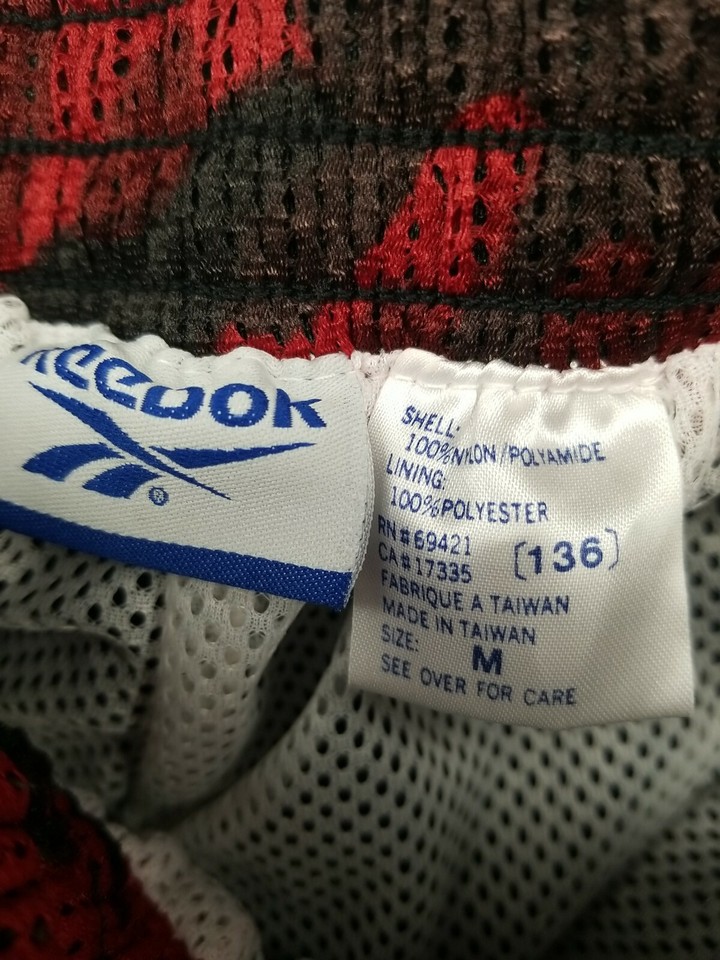 Reebok
®
SHELL:
100% NYLON/POLYAMIDE
LINING:
100% POLYESTER
RN# 69421
CA# 17335 [136]
FABRIQUE A TAIWAN
MADE IN TAIWAN
SIZE: M
SEE OVER FOR CARE